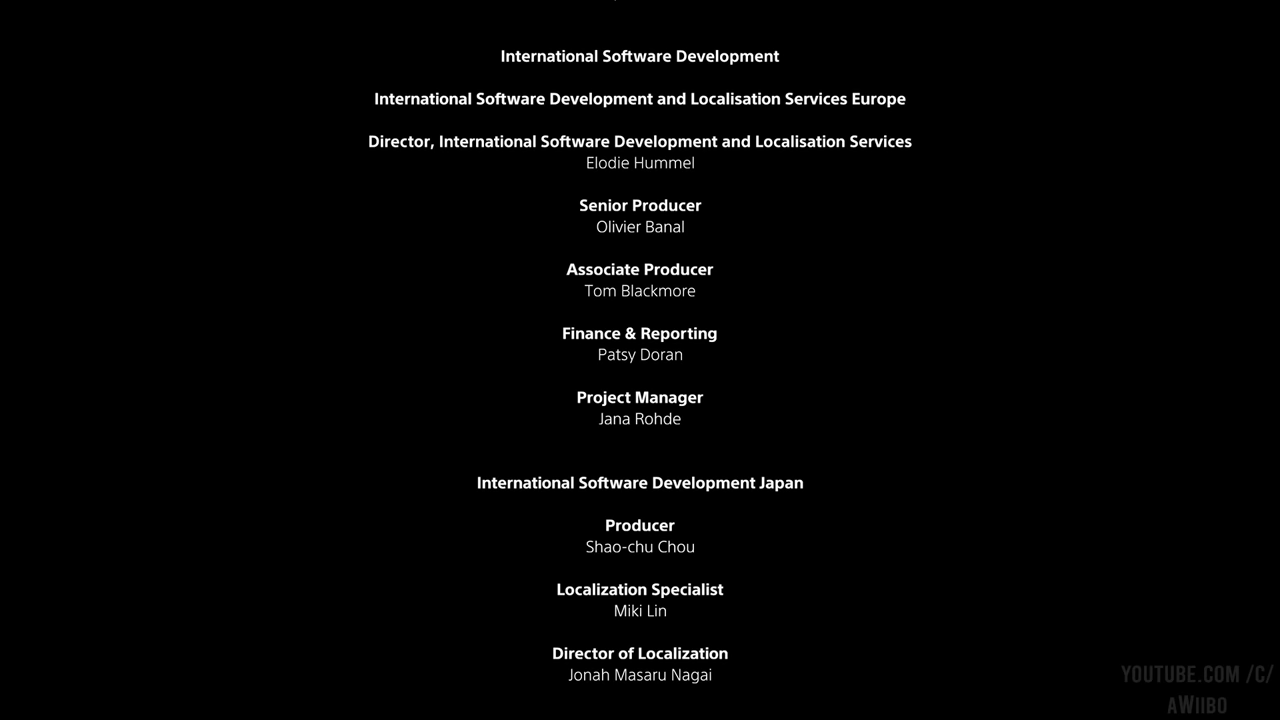 International Software Development
International Software Development and Localisation Services Europe
Director, International Software Development and Localisation Services
Elodie Hummel
Senior Producer
Olivier Banal
Associate Producer
Tom Blackmore
Finance & Reporting
Patsy Doran
Project Manager
Jana Rohde
International Software Development Japan
Producer
Shao-chu Chou
Localization Specialist
Miki Lin
Director of Localization
Jonah Masaru Nagai
YOUTUBE.COM /C/
aWiiBO